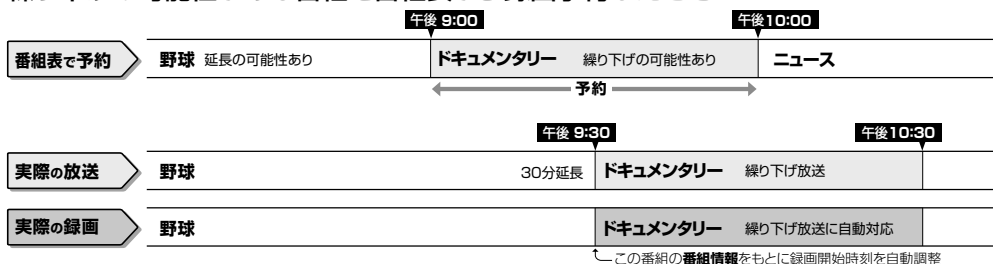 午後 9:00 午後10:00
番組表で予約 野球 延長の可能性あり ドキュメンタリー 繰り下げの可能性あり ニュース
予約
午後 9:30 午後10:30
実際の放送 野球 30分延長 ドキュメンタリー 繰り下げ放送
実際の録画 野球 ドキュメンタリー 繰り下げ放送に自動対応
この番組の番組情報をもとに録画開始時刻を自動調整